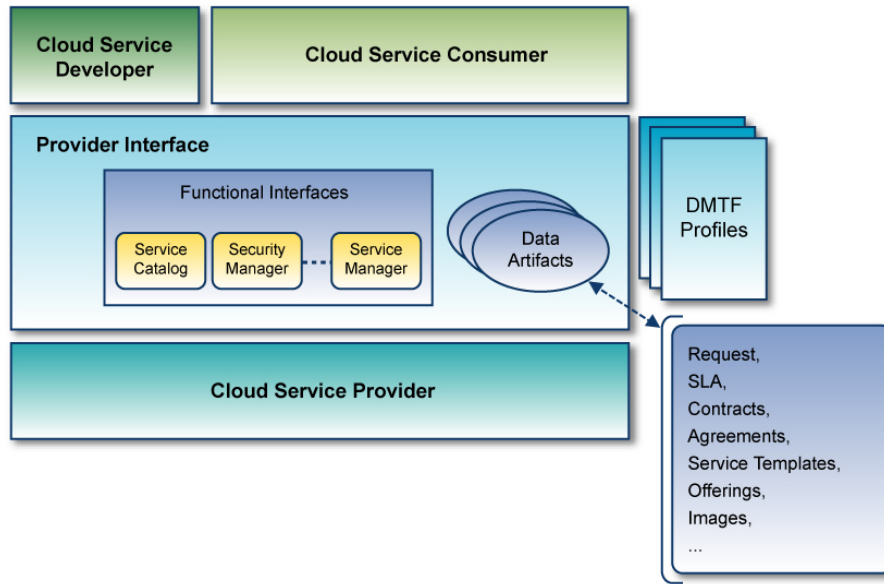 Cloud Service
Developer
Cloud Service Consumer
Provider Interface
Functional Interfaces
Service
Catalog
Security
Manager
Service
Manager
Data
Artifacts
DMTF
Profiles
Cloud Service Provider
Request,
SLA,
Contracts,
Agreements,
Service Templates,
Offerings,
Images,
...